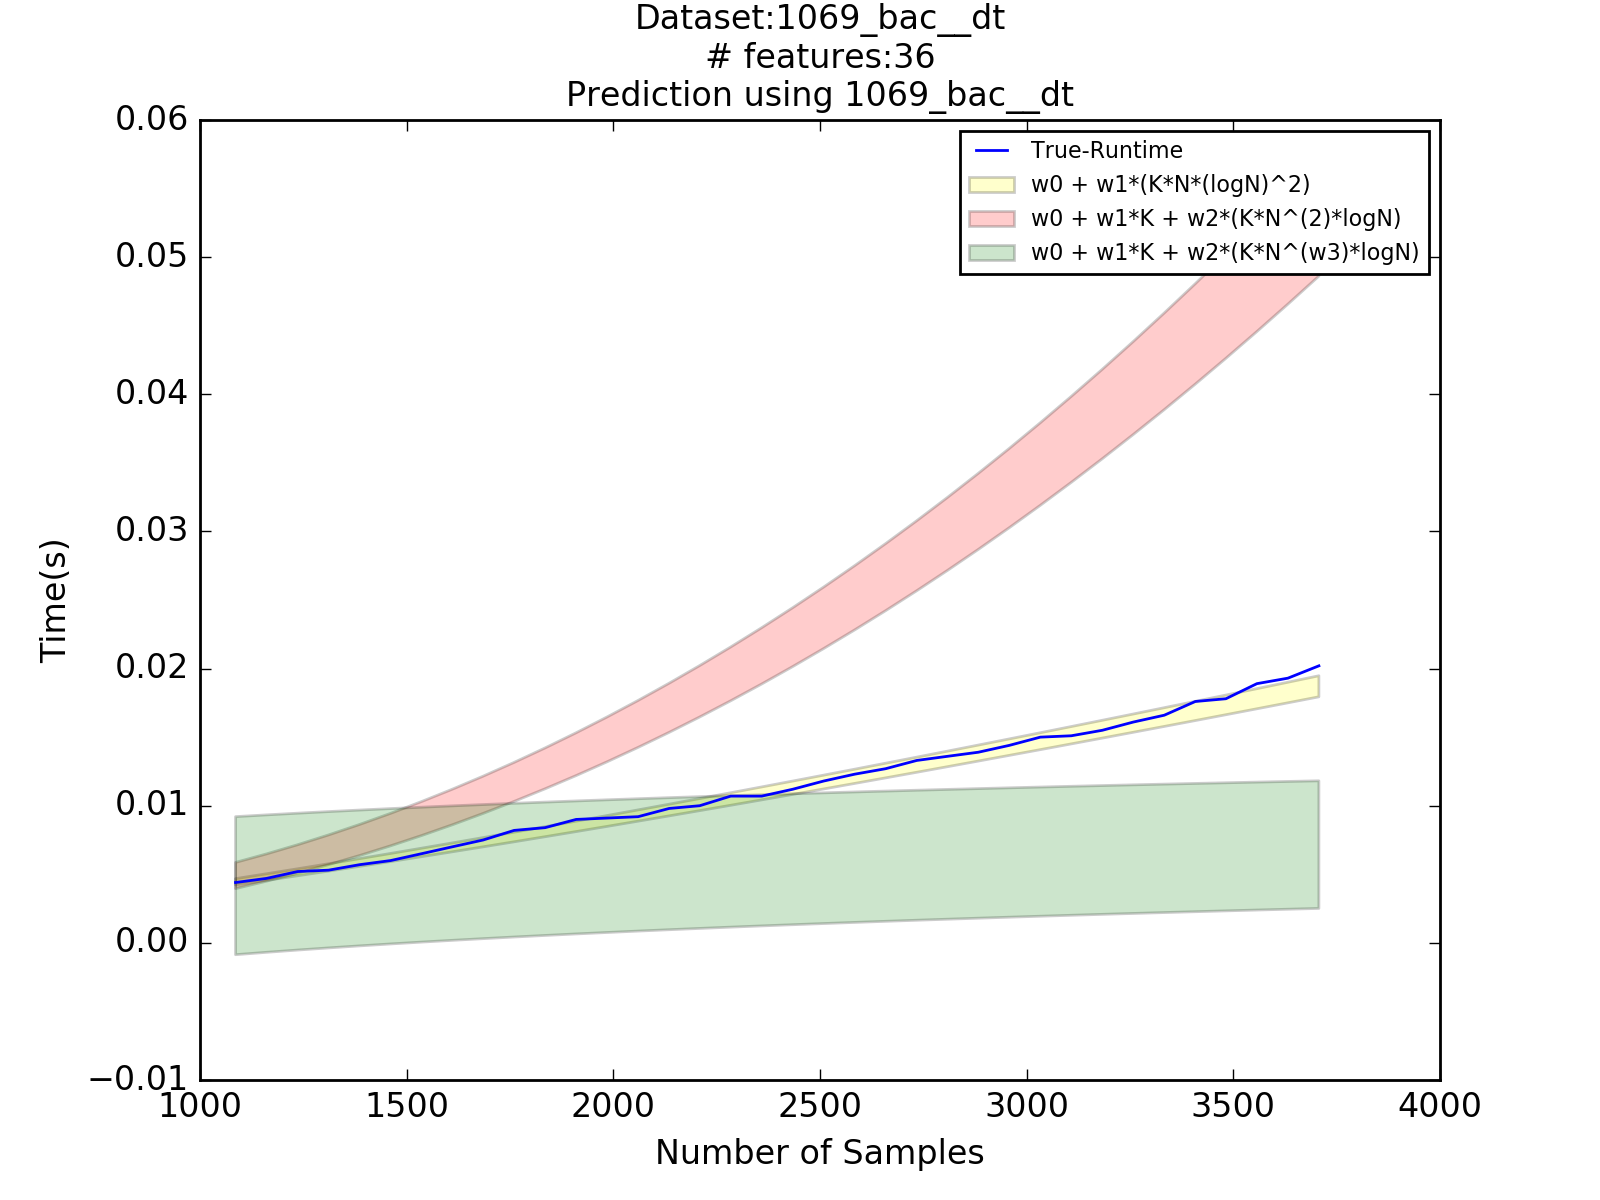 Dataset:1069_bac__dt
# features:36
Prediction using 1069_bac__dt
0.06
0.05
0.04
0.03
0.02
0.01
0.00
−0.01
Time(s)
True-Runtime
w0 + w1*(K*N*(logN)^2)
w0 + w1*K + w2*(K*N^(2)*logN)
w0 + w1*K + w2*(K*N^(w3)*logN)
1000 1500 2000 2500 3000 3500 4000
Number of Samples